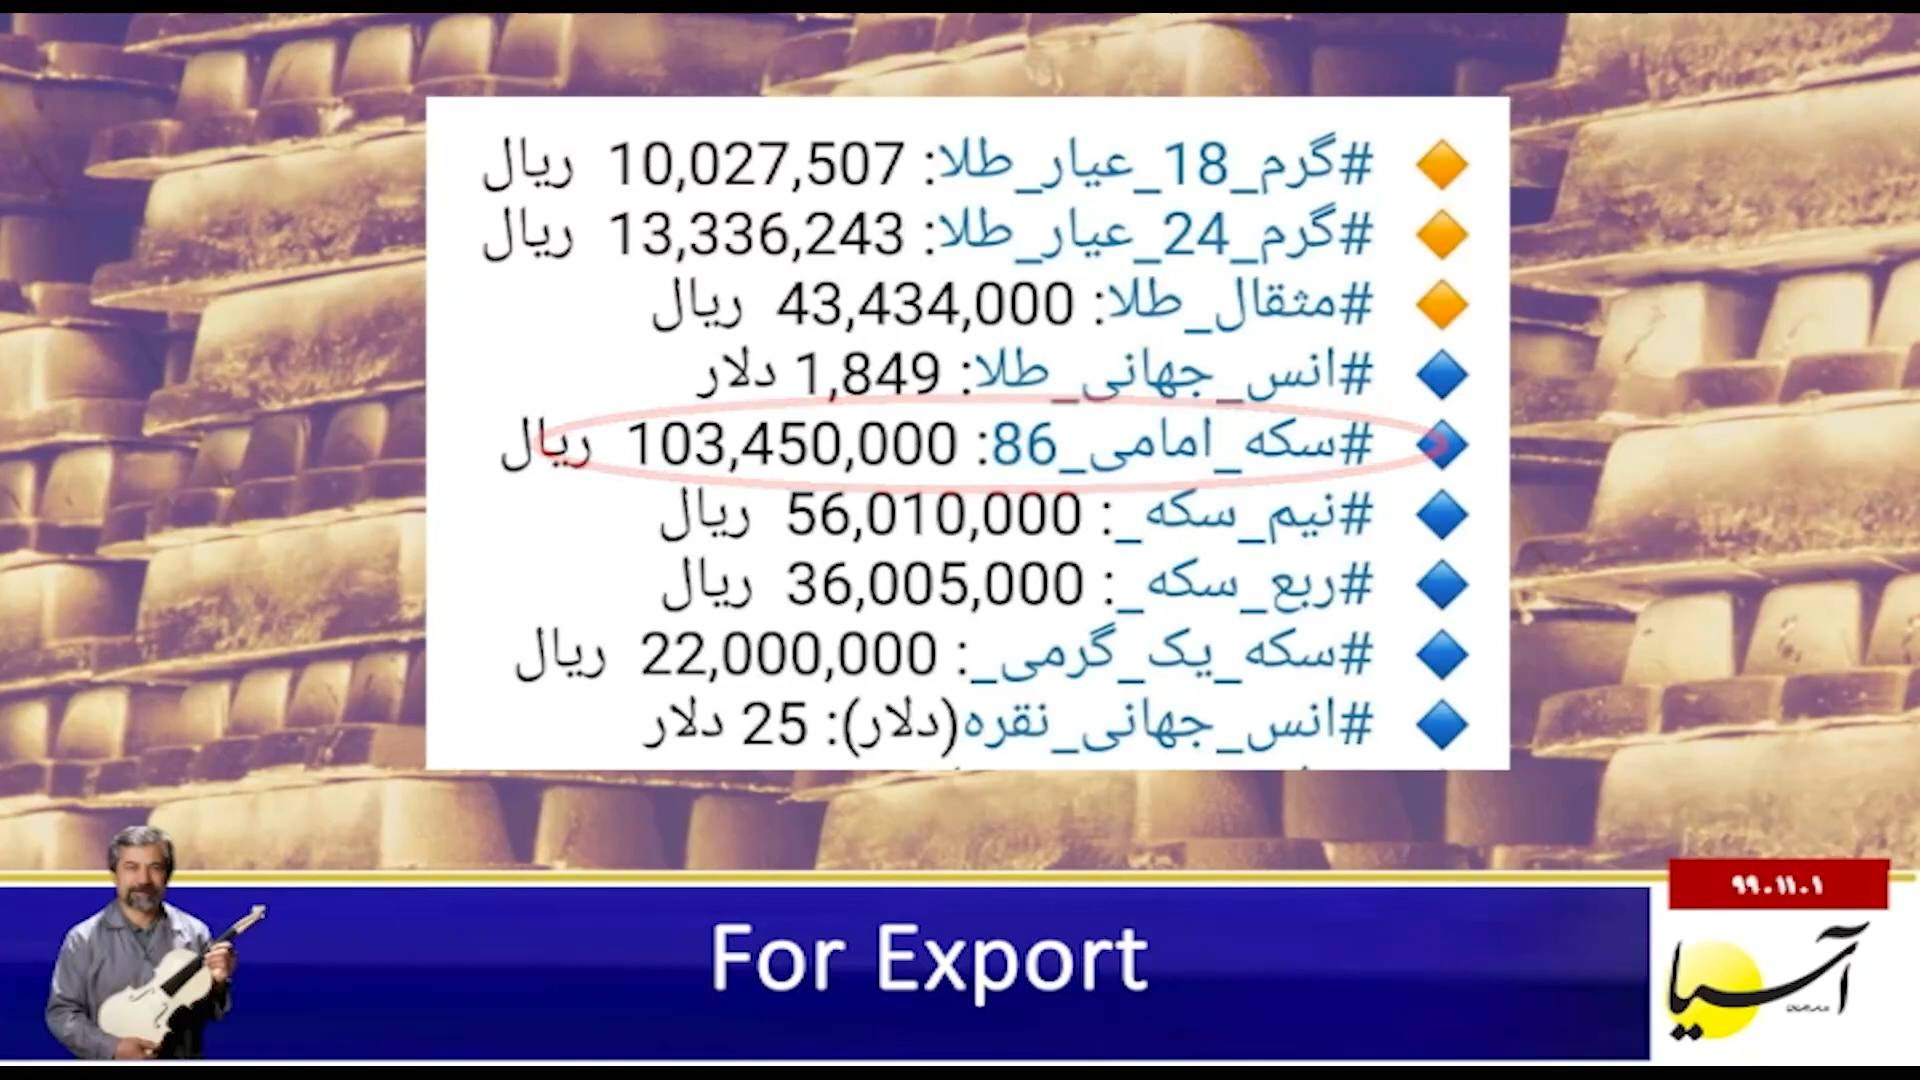 #گرم_18_عیار_طلا: 10,027,507 ریال
#گرم_24_عیار_طلا: 13,336,243 ریال
#مثقال_طلا: 43,434,000 ریال
#انس_جهانی_طلا: 1,849 دلار
#سکه_امامی_86: 103,450,000 ریال
#نیم_سکه_: 56,010,000 ریال
#ربع_سکه_: 36,005,000 ریال
#سکه_یک_گرمی_: 22,000,000 ریال
#انس_جهانی_نقره(دلار): 25 دلار
۹۹.۱۱.۰۱
For Export
آسیا